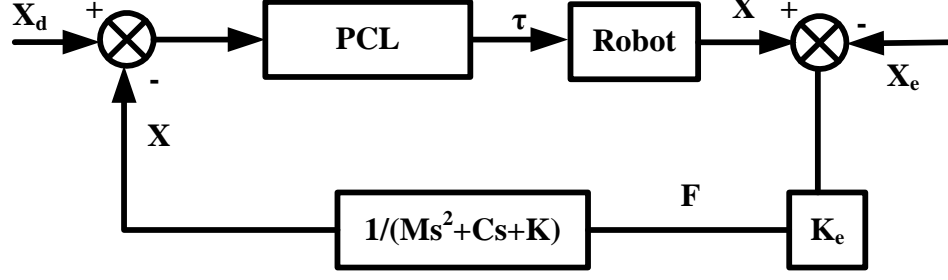 X_d
+
PCL
τ
Robot
X
+
-
X_e
-
X
1/(Ms²+Cs+K)
F
K_e